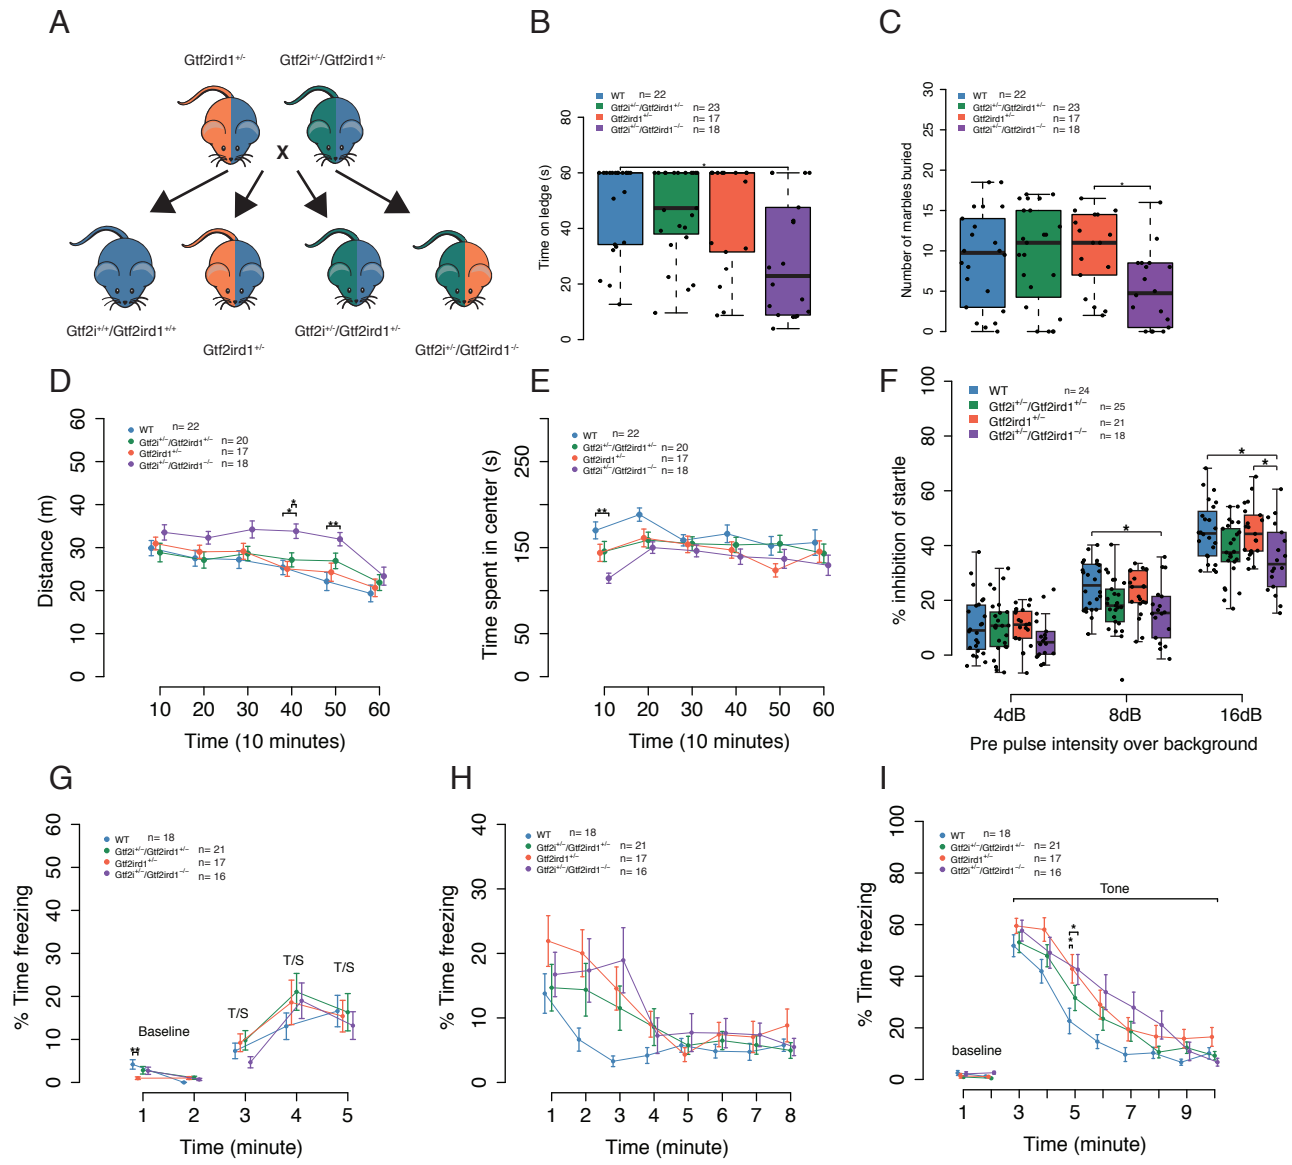 A
Gtf2ird1+/-
Gtf2i+/-/Gtf2ird1+/-
X
Gtf2i+/+/Gtf2ird1+/+
Gtf2ird1+/-
Gtf2i+/-/Gtf2ird1+/-
Gtf2i+/-/Gtf2ird1-/-
B
WT n= 22
Gtf2i+/−/Gtf2ird1+/− n= 23
Gtf2ird1+/− n= 17
Gtf2i+/−/Gtf2ird1−/− n= 18
Time on ledge (s)
80
60
40
20
0
*
C
WT n= 22
Gtf2i+/−/Gtf2ird1+/− n= 23
Gtf2ird1+/− n= 17
Gtf2i+/−/Gtf2ird1−/− n= 18
Number of marbles buried
30
25
20
15
10
5
0
*
D
WT n= 22
Gtf2i+/−/Gtf2ird1+/− n= 20
Gtf2ird1+/− n= 17
Gtf2i+/−/Gtf2ird1−/− n= 18
Distance (m)
60
50
40
30
20
10
0
*
*
**
10 20 30 40 50 60
Time (10 minutes)
E
WT n= 22
Gtf2i+/−/Gtf2ird1+/− n= 20
Gtf2ird1+/− n= 17
Gtf2i+/−/Gtf2ird1−/− n= 18
Time spent in center (s)
250
150
50
0
**
10 20 30 40 50 60
Time (10 minutes)
F
WT n= 24
Gtf2i+/−/Gtf2ird1+/− n= 25
Gtf2ird1+/− n= 21
Gtf2i+/−/Gtf2ird1−/− n= 18
% inhibition of startle
100
80
60
40
20
0
*
*
*
4dB 8dB 16dB
Pre pulse intensity over background
G
WT n= 18
Gtf2i+/−/Gtf2ird1+/− n= 21
Gtf2ird1+/− n= 17
Gtf2i+/−/Gtf2ird1−/− n= 16
% Time freezing
60
50
40
30
20
10
0
Baseline
**
T/S
T/S
T/S
1 2 3 4 5
Time (minute)
H
WT n= 18
Gtf2i+/−/Gtf2ird1+/− n= 21
Gtf2ird1+/− n= 17
Gtf2i+/−/Gtf2ird1−/− n= 16
% Time freezing
40
30
20
10
0
1 2 3 4 5 6 7 8
Time (minute)
I
WT n= 18
Gtf2i+/−/Gtf2ird1+/− n= 21
Gtf2ird1+/− n= 17
Gtf2i+/−/Gtf2ird1−/− n= 16
% Time freezing
100
80
60
40
20
0
Tone
*
*
*
baseline
1 3 5 7 9
Time (minute)